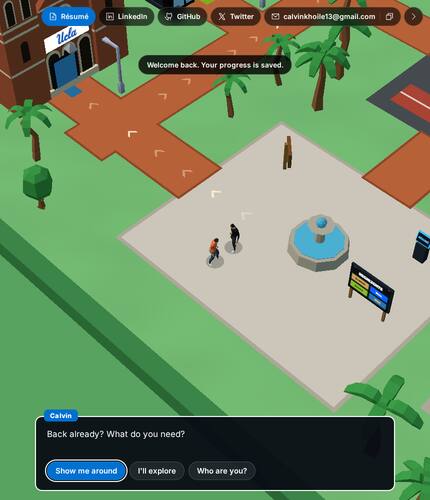 Résumé LinkedIn GitHub Twitter calvinkhoile13@gmail.com
Ucla
Welcome back. Your progress is saved.
Calvin
Back already? What do you need?
Show me around I'll explore Who are you?